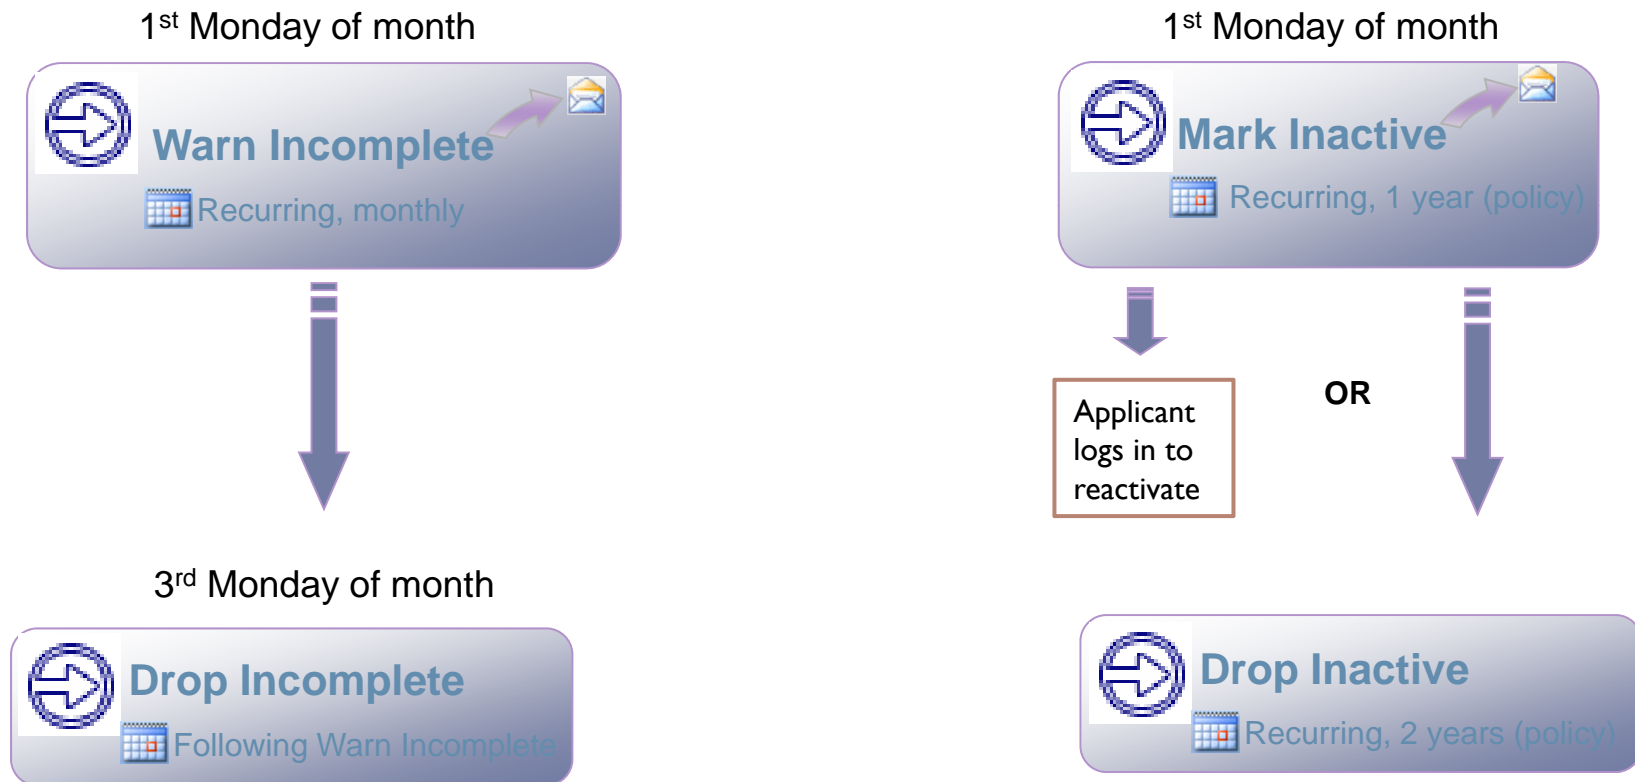 1st Monday of month
Warn Incomplete
Recurring, monthly
3rd Monday of month
Drop Incomplete
Following Warn Incomplete
1st Monday of month
Mark Inactive
Recurring, 1 year (policy)
Applicant
logs in to
reactivate
OR
Drop Inactive
Recurring, 2 years (policy)